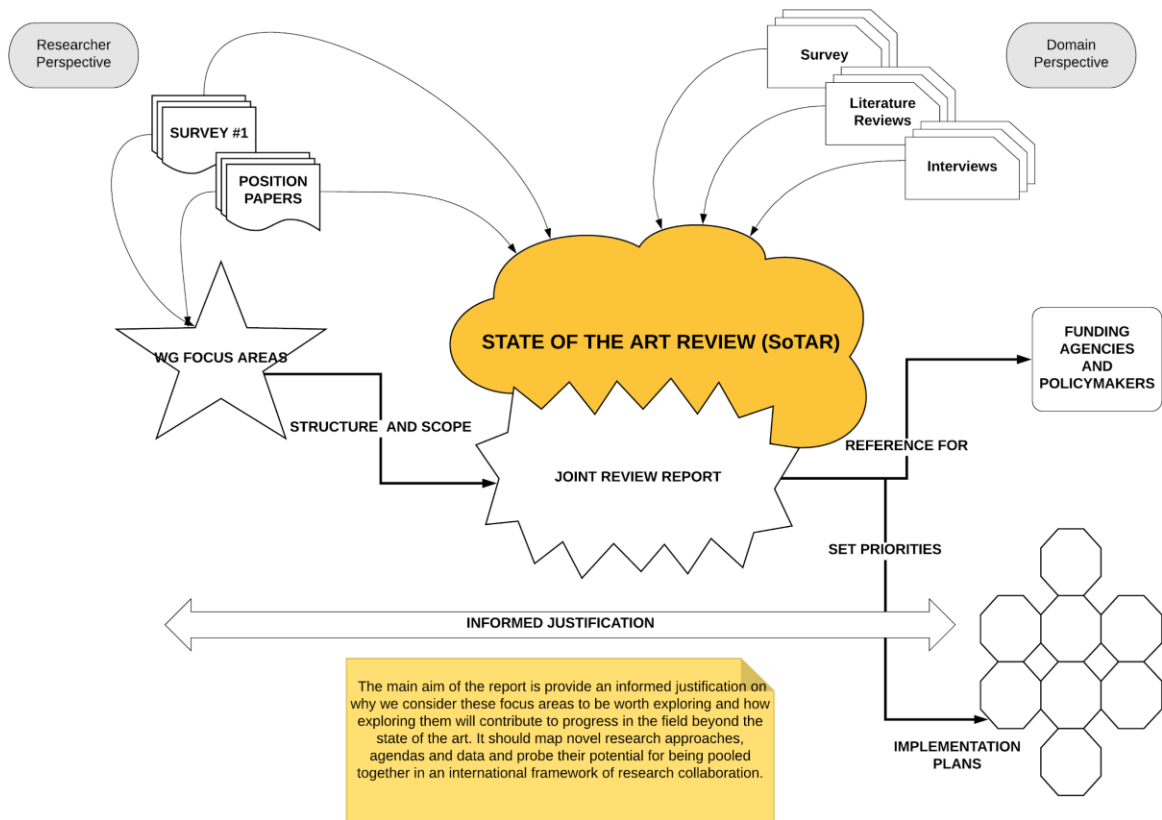 Researcher
Perspective
Domain
Perspective
Survey
Literature
Reviews
Interviews
SURVEY #1
POSITION
PAPERS
WG FOCUS AREAS
STATE OF THE ART REVIEW (SoTAR)
FUNDING
AGENCIES
AND
POLICYMAKERS
STRUCTURE AND SCOPE
REFERENCE FOR
JOINT REVIEW REPORT
SET PRIORITIES
INFORMED JUSTIFICATION
The main aim of the report is provide an informed justification on
why we consider these focus areas to be worth exploring and how
exploring them will contribute to progress in the field beyond the
state of the art. It should map novel research approaches,
agendas and data and probe their potential for being pooled
together in an international framework of research collaboration.
IMPLEMENTATION
PLANS